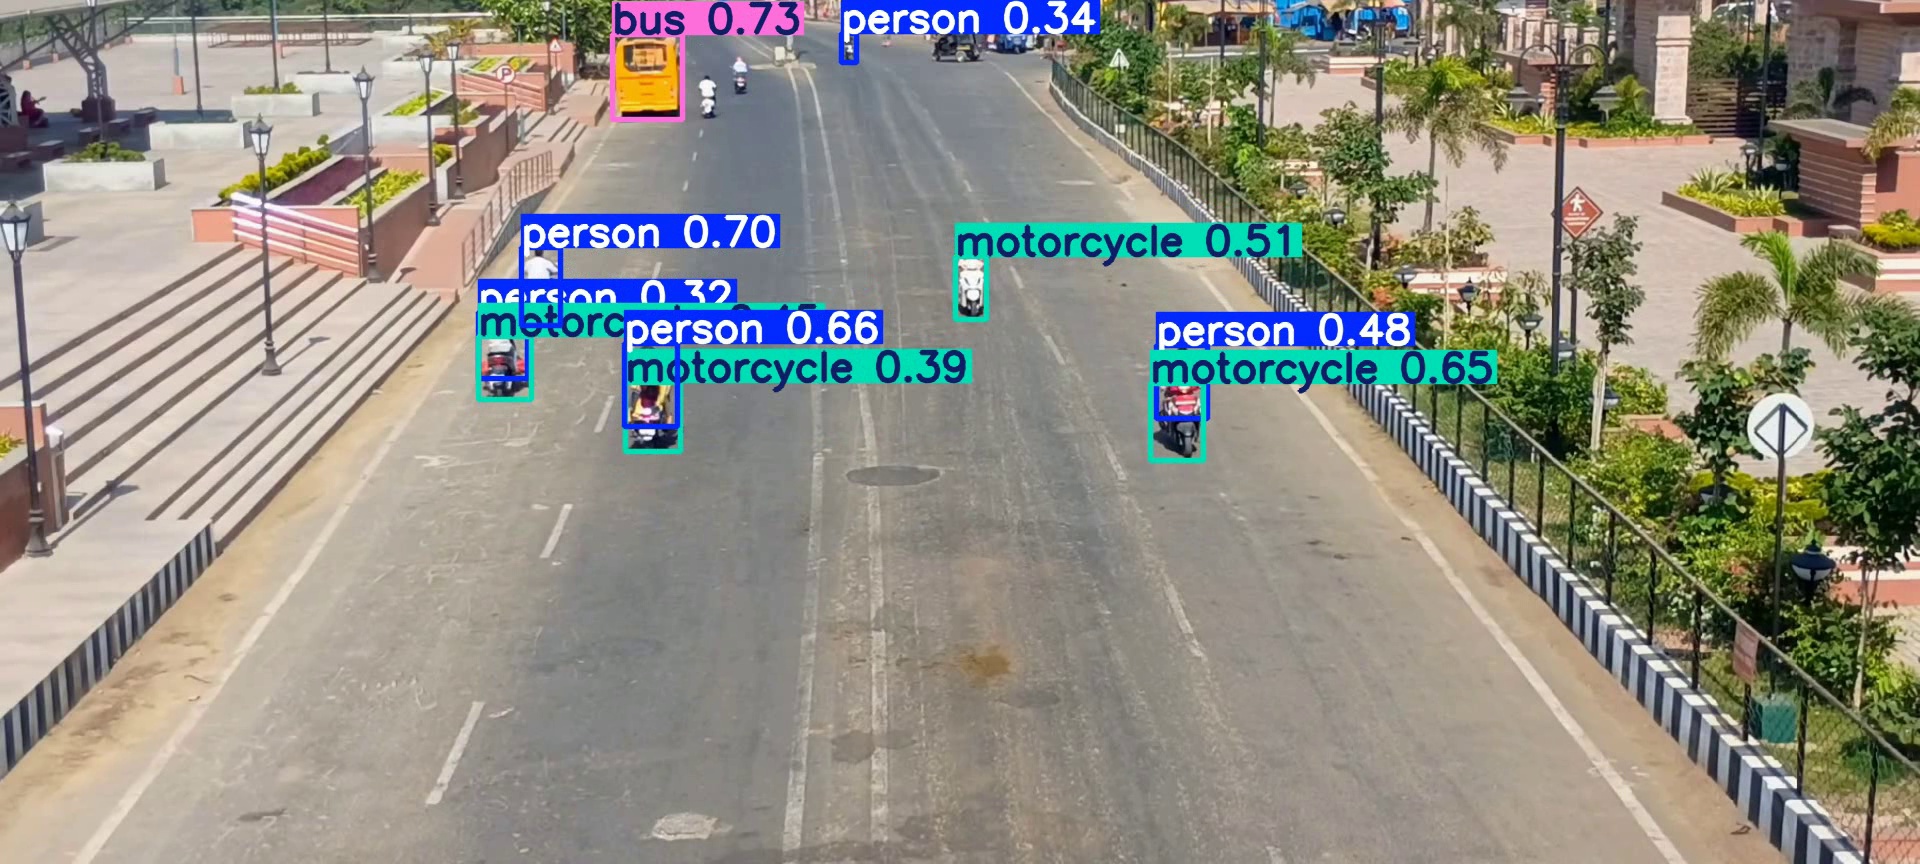 bus 0.73
person 0.34
person 0.70
motorcycle 0.51
person 0.32
person 0.66
person 0.48
motorcycle 0.39
motorcycle 0.65